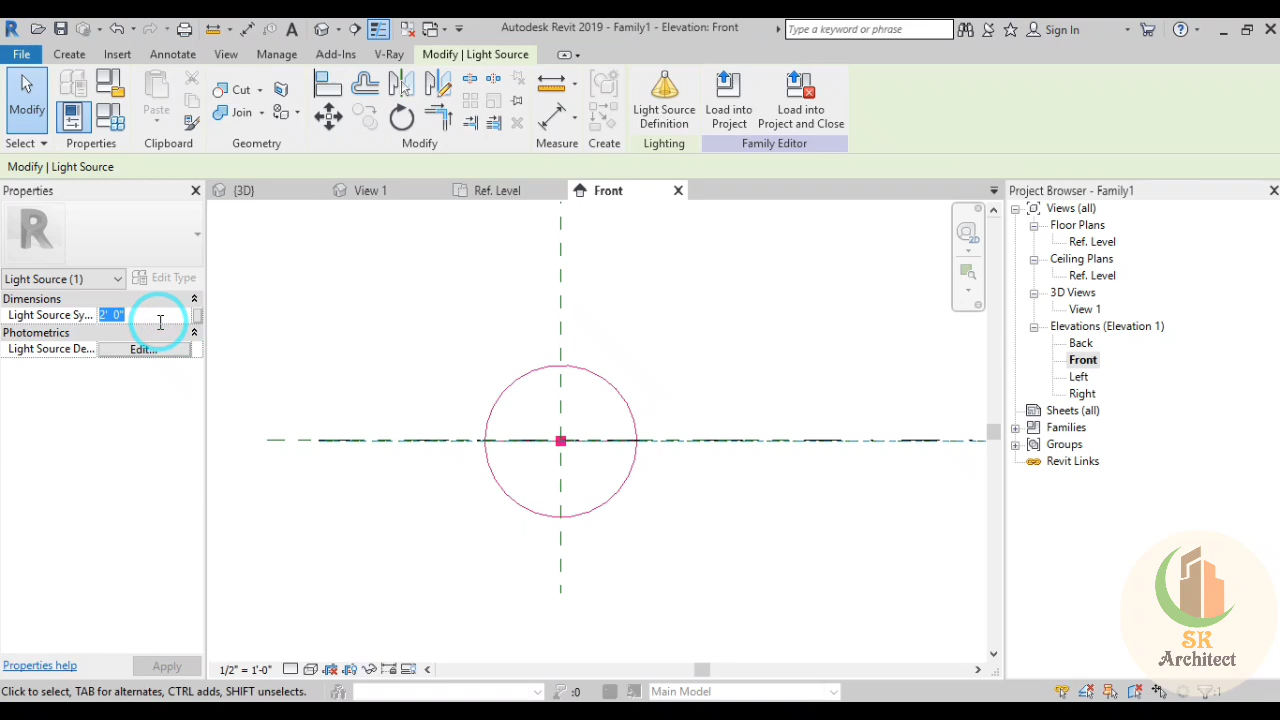 Autodesk Revit 2019 - Family1 - Elevation: Front
Type a keyword or phrase
Sign In
File
Create
Insert
Annotate
View
Manage
Add-Ins
V-Ray
Modify | Light Source
Modify
Select
Properties
Paste
Clipboard
Cut
Join
Geometry
Modify
Measure
Create
Light Source
Definition
Lighting
Load into
Project
Load into
Project and Close
Family Editor
Modify | Light Source
Properties
{3D}
View 1
Ref. Level
Front
Project Browser - Family1
R
Light Source (1)
Edit Type
Dimensions
Light Source Sy...
2' 0"
Photometrics
Light Source De...
Edit...
2D
Views (all)
Floor Plans
Ref. Level
Ceiling Plans
Ref. Level
3D Views
View 1
Elevations (Elevation 1)
Back
Front
Left
Right
Sheets (all)
Families
Groups
Revit Links
SK
Architect
Properties help
Apply
1/2" = 1'-0"
Click to select, TAB for alternates, CTRL adds, SHIFT unselects.
:0
Main Model
:1